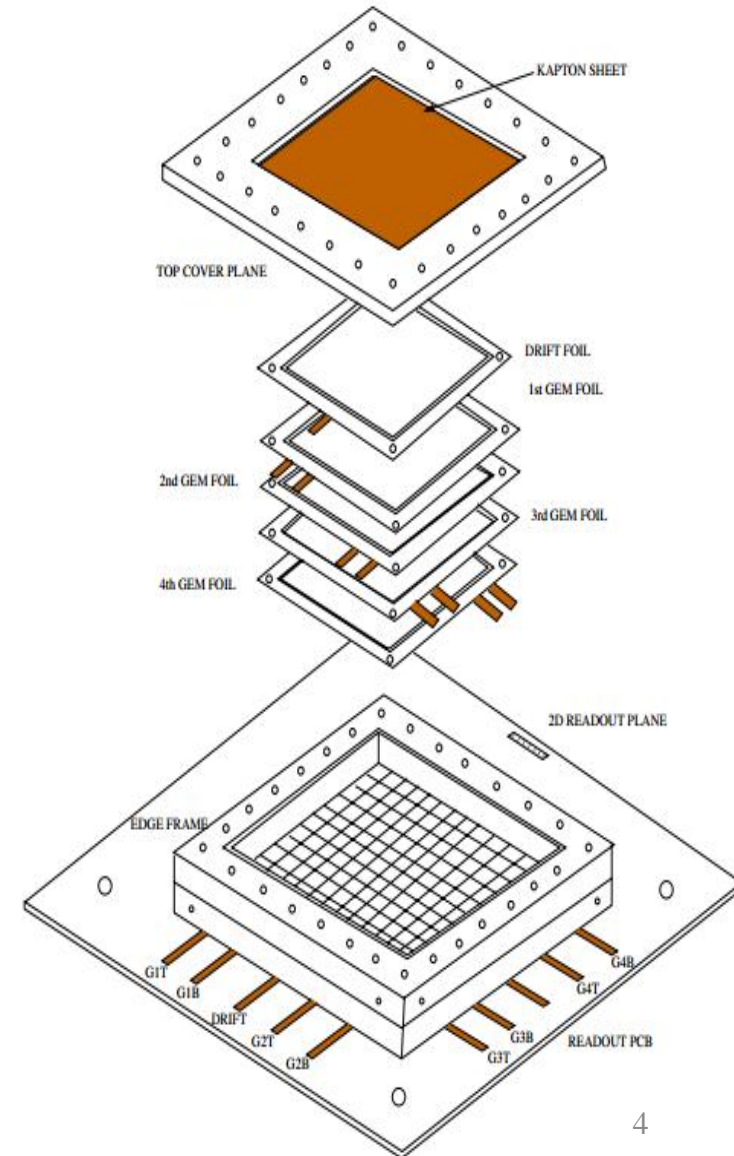 KAPTON SHEET
TOP COVER PLANE
DRIFT FOIL
1st GEM FOIL
2nd GEM FOIL
3rd GEM FOIL
4th GEM FOIL
2D READOUT PLANE
EDGE FRAME
G1T
G1B
DRIFT
G2T
G2B
G4B
G4T
G3B
G3T
READOUT PCB
4